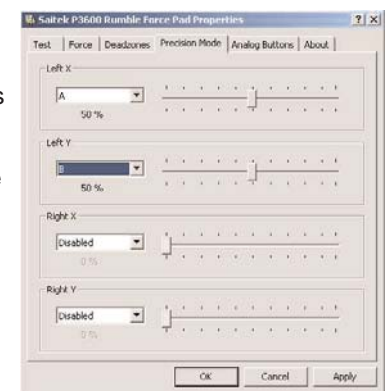 Saitek P3600 Rumble Force Pad Properties
Test Force Deadzones Precision Mode Analog Buttons About
Left X
A
50 %
Left Y
B
50 %
Right X
Disabled
0 %
Right Y
Disabled
0 %
OK Cancel Apply